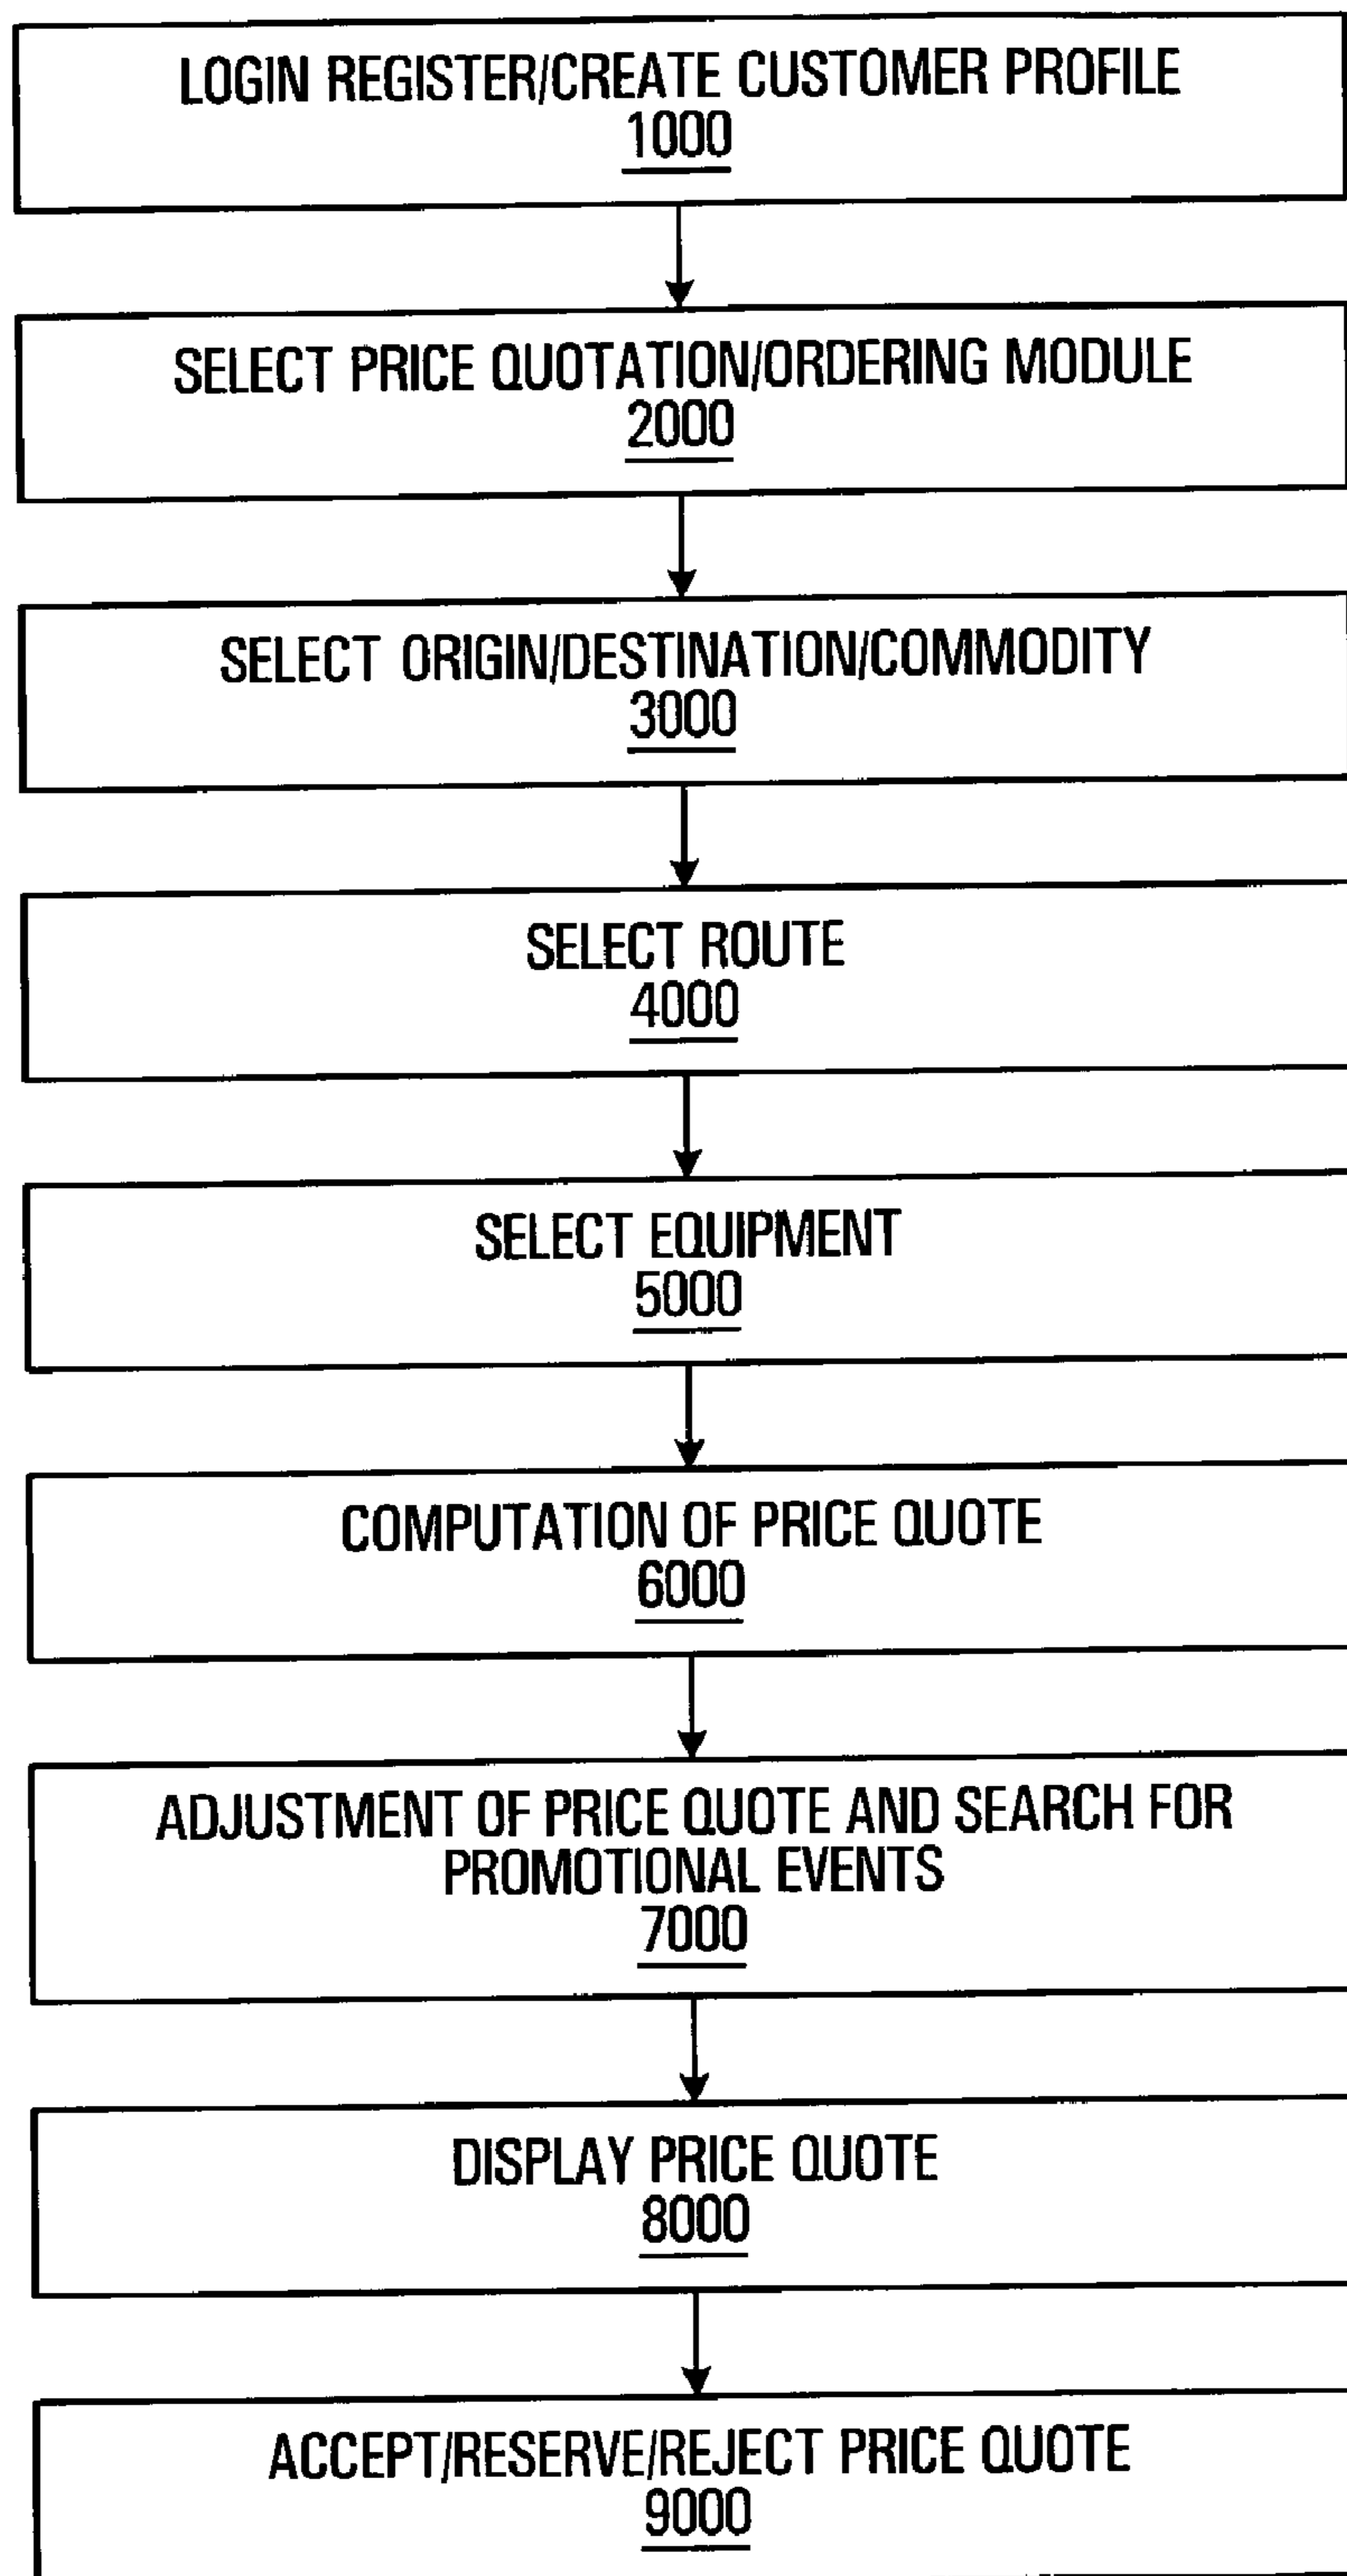 LOGIN REGISTER/CREATE CUSTOMER PROFILE
1000
SELECT PRICE QUOTATION/ORDERING MODULE
2000
SELECT ORIGIN/DESTINATION/COMMODITY
3000
SELECT ROUTE
4000
SELECT EQUIPMENT
5000
COMPUTATION OF PRICE QUOTE
6000
ADJUSTMENT OF PRICE QUOTE AND SEARCH FOR
PROMOTIONAL EVENTS
7000
DISPLAY PRICE QUOTE
8000
ACCEPT/RESERVE/REJECT PRICE QUOTE
9000